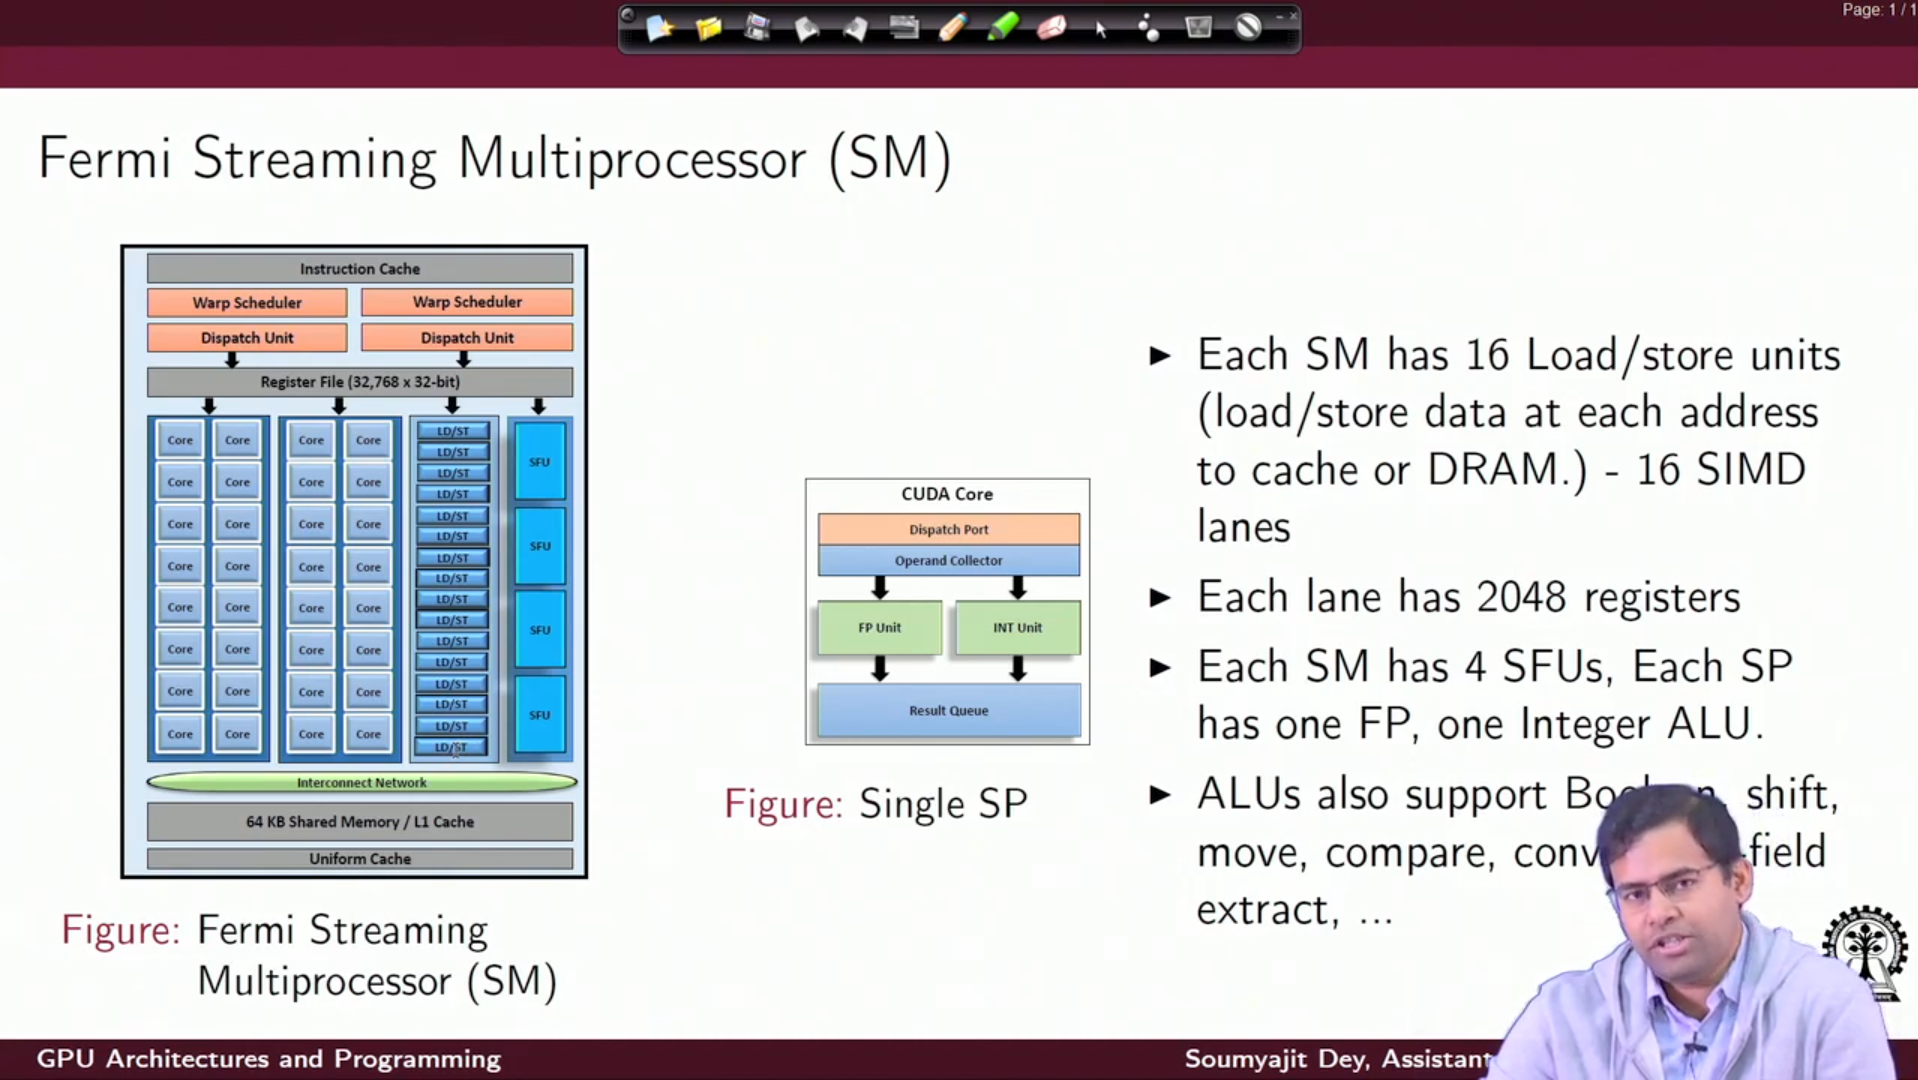 Page: 1 / 1
Fermi Streaming Multiprocessor (SM)
Instruction Cache
Warp Scheduler Warp Scheduler
Dispatch Unit Dispatch Unit
Register File (32,768 x 32-bit)
Core Core Core Core LD/ST
LD/ST
SFU
Core Core Core Core LD/ST
LD/ST
Core Core Core Core LD/ST
LD/ST
SFU
Core Core Core Core LD/ST
LD/ST
Core Core Core Core LD/ST
LD/ST
SFU
Core Core Core Core LD/ST
LD/ST
Core Core Core Core LD/ST
LD/ST
SFU
Core Core Core Core LD/ST
LD/ST
Interconnect Network
64 KB Shared Memory / L1 Cache
Uniform Cache
Figure: Fermi Streaming
Multiprocessor (SM)
CUDA Core
Dispatch Port
Operand Collector
FP Unit INT Unit
Result Queue
Figure: Single SP
► Each SM has 16 Load/store units
(load/store data at each address
to cache or DRAM.) - 16 SIMD
lanes
► Each lane has 2048 registers
► Each SM has 4 SFUs, Each SP
has one FP, one Integer ALU.
► ALUs also support shift,
move, compare, -field
extract, ...
GPU Architectures and Programming
Soumyajit Dey, Assistant